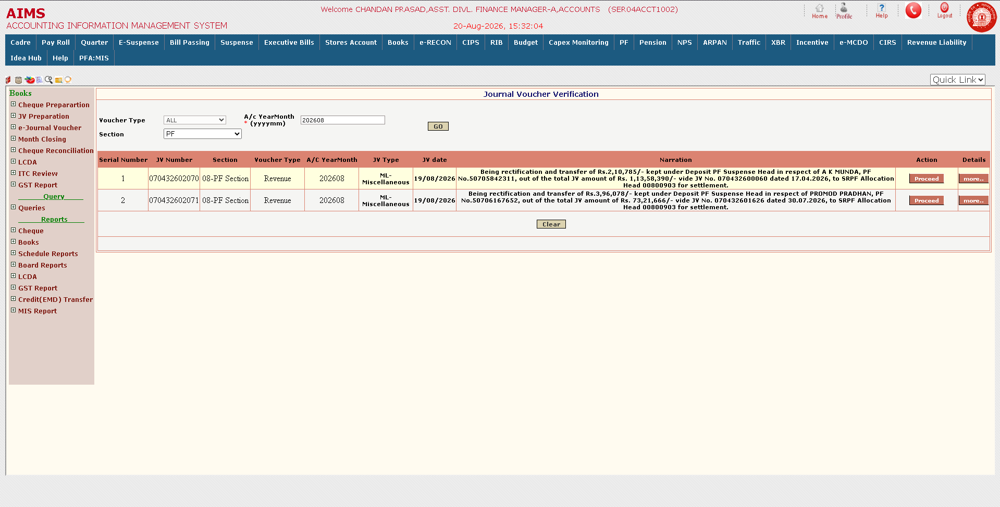 AIMS
ACCOUNTING INFORMATION MANAGEMENT SYSTEM
Welcome CHANDAN PRASAD,ASST. DIVL. FINANCE MANAGER-A,ACCOUNTS (SER04ACCT1002)
20-Aug-2026, 15:32:04
Home Profile Help Logout
Cadre Pay Roll Quarter E-Suspense Bill Passing Suspense Executive Bills Stores Account Books e-RECON CIPS RIB Budget Capex Monitoring PF Pension NPS ARPAN Traffic XBR Incentive e-MCDO CIRS Revenue Liability
Idea Hub Help PFA:MIS
Quick Link
Books
Cheque Preparartion
JV Preparation
e-Journal Voucher
Month Closing
Cheque Reconciliation
LCDA
ITC Review
GST Report
Query
Queries
Reports
Cheque
Books
Schedule Reports
Board Reports
LCDA
GST Report
Credit(EMD) Transfer
MIS Report
Journal Voucher Verification
Voucher Type ALL A/c YearMonth * (yyyymm) 202608
Section PF GO
Serial Number JV Number Section Voucher Type A/C YearMonth JV Type JV date Narration Action Details
1 070432602070 08-PF Section Revenue 202608 ML-Miscellaneous 19/08/2026
Being rectification and transfer of Rs.2,10,785/- kept under Deposit PF Suspense Head in respect of A K MUNDA, PF
No.50705842311, out of the total JV amount of Rs. 1,13,58,390/- vide JV No. 070432600060 dated 17.04.2026, to SRPF Allocation
Head 00800903 for settlement.
Proceed more..
2 070432602071 08-PF Section Revenue 202608 ML-Miscellaneous 19/08/2026
Being rectification and transfer of Rs.3,96,078/- kept under Deposit PF Suspense Head in respect of PROMOD PRADHAN, PF
No.50706167652, out of the total JV amount of Rs. 73,21,666/- vide JV No. 070432601626 dated 30.07.2026, to SRPF Allocation
Head 00800903 for settlement.
Proceed more..
Clear